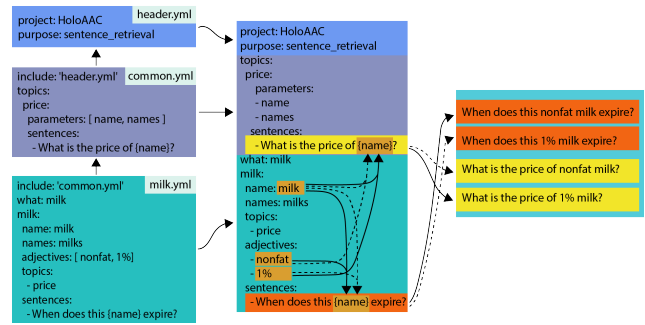 header.yml
project: HoloAAC
purpose: sentence_retrieval
include: 'header.yml'
common.yml
topics:
price:
parameters: [ name, names ]
sentences:
- What is the price of {name}?
include: 'common.yml'
milk.yml
what: milk
milk:
name: milk
names: milks
adjectives: [ nonfat, 1%]
topics:
- price
sentences:
- When does this {name} expire?
project: HoloAAC
purpose: sentence_retrieval
topics:
price:
parameters:
- name
- names
sentences:
- What is the price of {name}?
what: milk
milk:
name: milk
names: milks
topics:
- price
adjectives:
- nonfat
- 1%
sentences:
- When does this {name} expire?
When does this nonfat milk expire?
When does this 1% milk expire?
What is the price of nonfat milk?
What is the price of 1% milk?